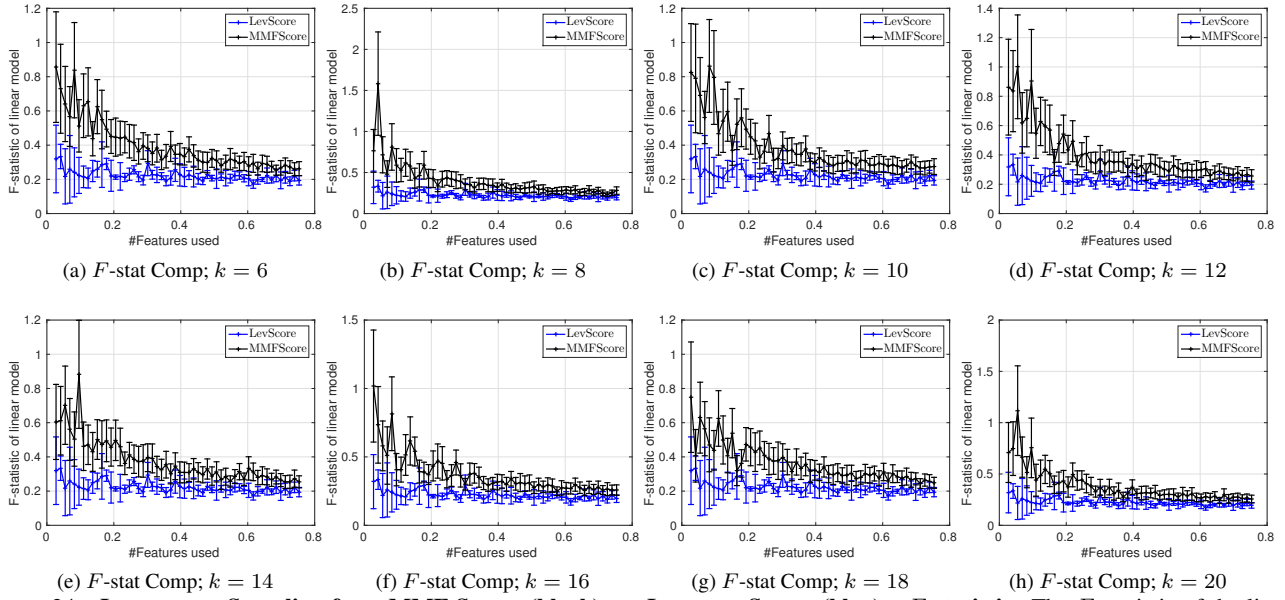 1.2
1
0.8
0.6
0.4
0.2
0
F-statistic of linear model
LevScore
MMFScore
0 0.2 0.4 0.6 0.8
#Features used
(a) F-stat Comp; k = 6
2.5
2
1.5
1
0.5
0
F-statistic of linear model
LevScore
MMFScore
0 0.2 0.4 0.6 0.8
#Features used
(b) F-stat Comp; k = 8
1.2
1
0.8
0.6
0.4
0.2
0
F-statistic of linear model
LevScore
MMFScore
0 0.2 0.4 0.6 0.8
#Features used
(c) F-stat Comp; k = 10
1.4
1.2
1
0.8
0.6
0.4
0.2
0
F-statistic of linear model
LevScore
MMFScore
0 0.2 0.4 0.6 0.8
#Features used
(d) F-stat Comp; k = 12
1.2
1
0.8
0.6
0.4
0.2
0
F-statistic of linear model
LevScore
MMFScore
0 0.2 0.4 0.6 0.8
#Features used
(e) F-stat Comp; k = 14
1.5
1
0.5
0
F-statistic of linear model
LevScore
MMFScore
0 0.2 0.4 0.6 0.8
#Features used
(f) F-stat Comp; k = 16
1.2
1
0.8
0.6
0.4
0.2
0
F-statistic of linear model
LevScore
MMFScore
0 0.2 0.4 0.6 0.8
#Features used
(g) F-stat Comp; k = 18
2
1.5
1
0.5
0
F-statistic of linear model
LevScore
MMFScore
0 0.2 0.4 0.6 0.8
#Features used
(h) F-stat Comp; k = 20